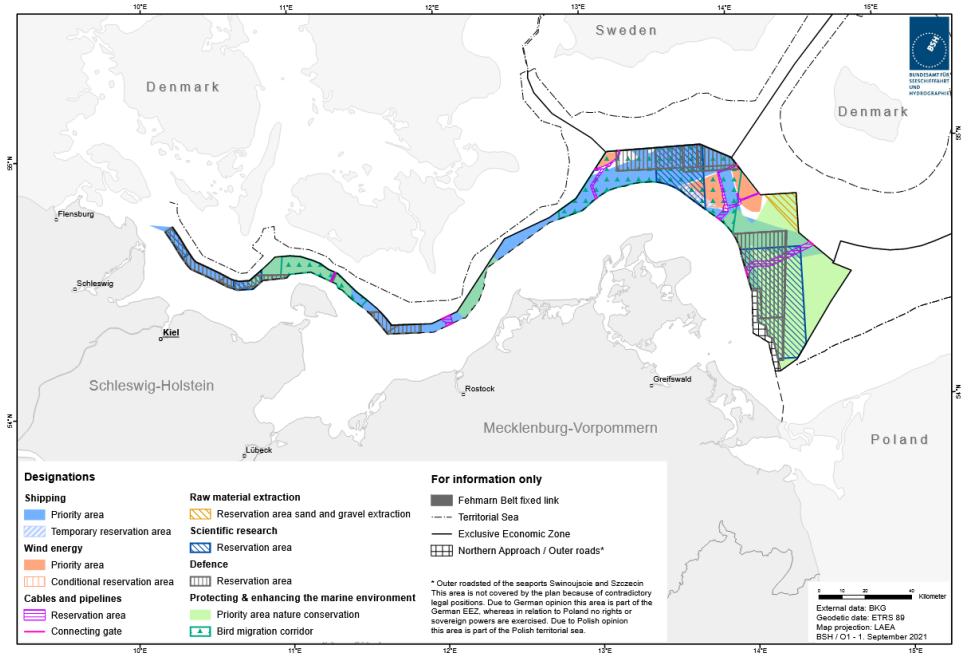 10°E
11°E
12°E
13°E
14°E
15°E
Sweden
BSH
BUNDESAMT FÜR
SEESCHIFFFAHRT
UND
HYDROGRAPHIE
Denmark
Denmark
55°N
55°N
Flensburg
Schleswig
Kiel
Schleswig-Holstein
Rostock
Greifswald
54°N
54°N
Mecklenburg-Vorpommern
Poland
Lübeck
Designations
Shipping
Priority area
Temporary reservation area
Wind energy
Priority area
Conditional reservation area
Cables and pipelines
Reservation area
Connecting gate
Raw material extraction
Reservation area sand and gravel extraction
Scientific research
Reservation area
Defence
Reservation area
Protecting & enhancing the marine environment
Priority area nature conservation
Bird migration corridor
For information only
Fehmarn Belt fixed link
Territorial Sea
Exclusive Economic Zone
Northern Approach / Outer roads*
* Outer roadsted of the seaports Swinoujscie and Szczecin
This area is not covered by the plan because of contradictory
legal positions. Due to German opinion this area is part of the
German EEZ, whereas in relation to Poland no rights or
sovereign powers are exercised. Due to Polish opinion
this area is part of the Polish territorial sea.
0 10 20 40
Kilometer
External data: BKG
Geodetic date: ETRS 89
Map projection: LAEA
BSH / O1 - 1. September 2021
10°E
11°E
12°E
13°E
14°E
15°E